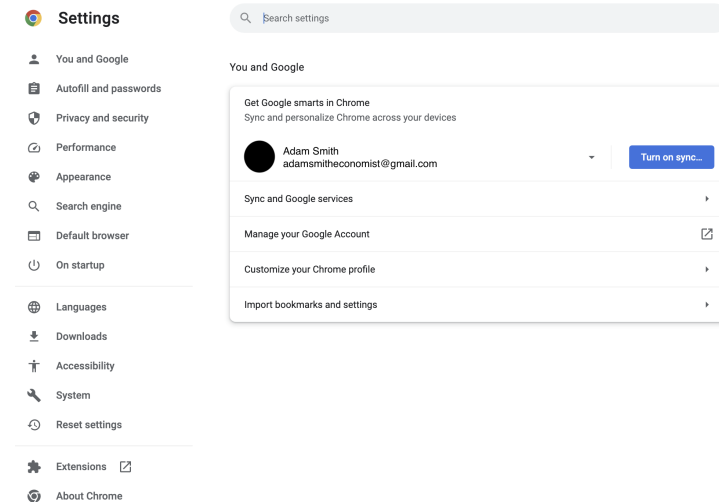 Settings
Search settings
You and Google
Autofill and passwords
Privacy and security
Performance
Appearance
Search engine
Default browser
On startup
Languages
Downloads
Accessibility
System
Reset settings
Extensions
About Chrome
You and Google
Get Google smarts in Chrome
Sync and personalize Chrome across your devices
Adam Smith
adamsmitheconomist@gmail.com
Turn on sync...
Sync and Google services
Manage your Google Account
Customize your Chrome profile
Import bookmarks and settings